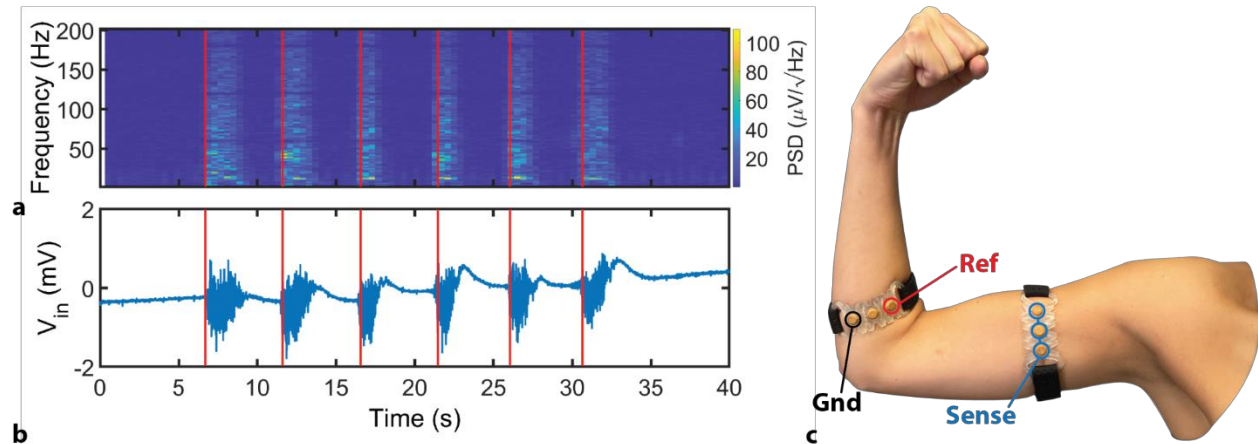 200
150
100
50
Frequency (Hz)
100
80
60
40
20
PSD (μV/√Hz)
a
2
0
-2
V_in (mV)
0 5 10 15 20 25 30 35 40
Time (s)
b
Ref
Gnd
Sense
c